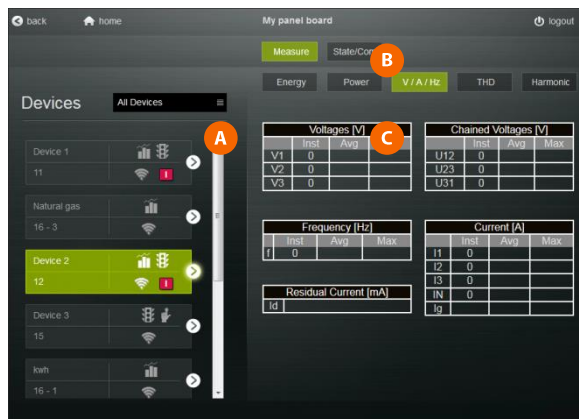 back home My panel board logout
Measure State/Con
B
Energy Power V / A / Hz THD Harmonic
Devices All Devices
A C
Voltages [V] Chained Voltages [V]
Inst Avg Inst Avg Max
V1 0 U12 0
V2 0 U23 0
V3 0 U31 0
Device 1
11 I
Natural gas
16 - 3
Frequency [Hz] Current [A]
Inst Avg Max Inst Avg Max
f 0 I1 0
I2 0
I3 0
IN 0
Ig
Device 2
12 I
Residual Current [mA]
Id
Device 3
15
kwh
16 - 1